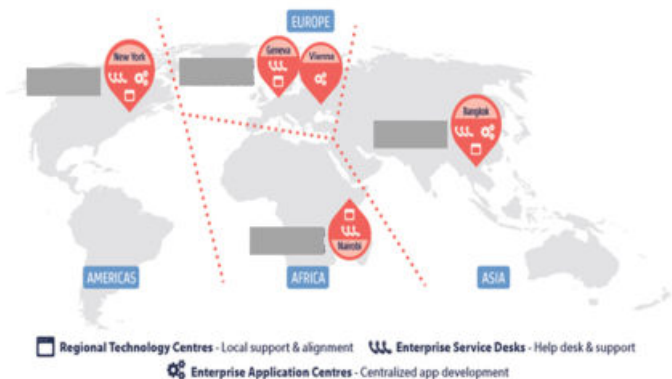 EUROPE
New York
Geneva
Vienna
Bangkok
Nairobi
AMERICAS
AFRICA
ASIA
Regional Technology Centres - Local support & alignment
Enterprise Service Desks - Help desk & support
Enterprise Application Centres - Centralized app development